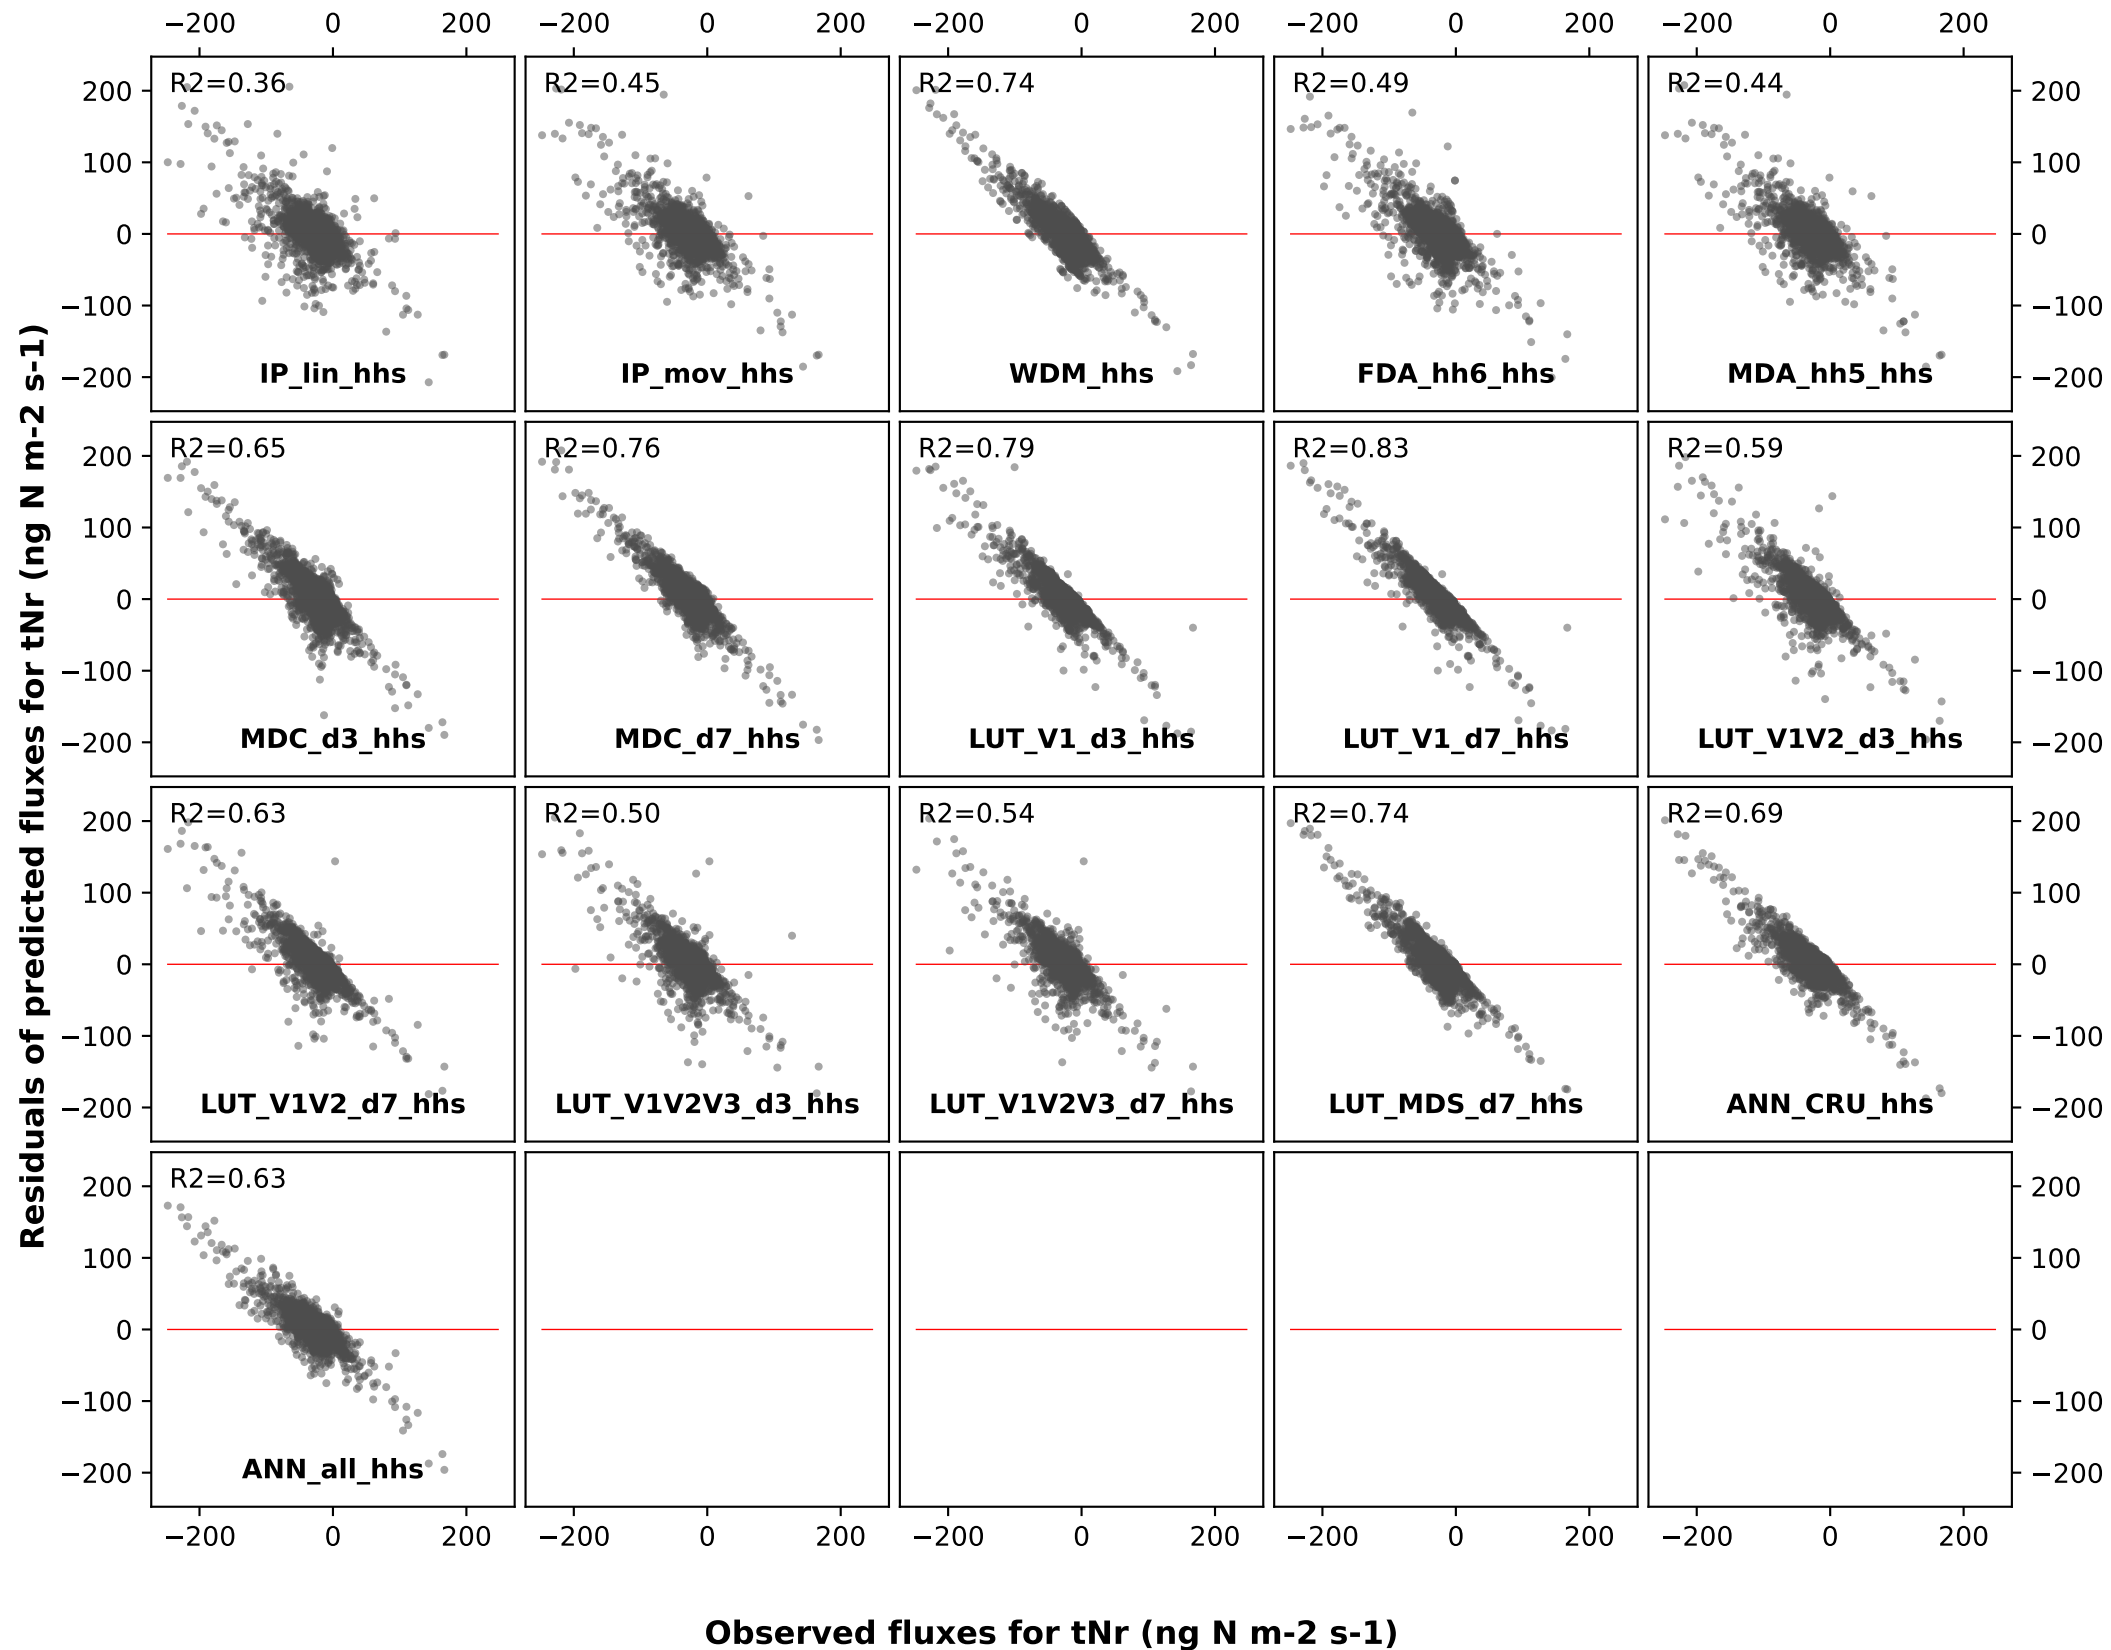 −200 0 200 −200 0 200 −200 0 200 −200 0 200 −200 0 200
R2=0.36 R2=0.45 R2=0.74 R2=0.49 R2=0.44
200 200
100 100
0 0
−100 −100
−200 −200
IP_lin_hhs IP_mov_hhs WDM_hhs FDA_hh6_hhs MDA_hh5_hhs
R2=0.65 R2=0.76 R2=0.79 R2=0.83 R2=0.59
200 200
100 100
0 0
−100 −100
−200 −200
MDC_d3_hhs MDC_d7_hhs LUT_V1_d3_hhs LUT_V1_d7_hhs LUT_V1V2_d3_hhs
Residuals of predicted fluxes for tNr (ng N m-2 s-1)
R2=0.63 R2=0.50 R2=0.54 R2=0.74 R2=0.69
200 200
100 100
0 0
−100 −100
−200 −200
LUT_V1V2_d7_hhs LUT_V1V2V3_d3_hhs LUT_V1V2V3_d7_hhs LUT_MDS_d7_hhs ANN_CRU_hhs
R2=0.63
200 200
100 100
0 0
−100 −100
−200 −200
ANN_all_hhs
−200 0 200 −200 0 200 −200 0 200 −200 0 200 −200 0 200
Observed fluxes for tNr (ng N m-2 s-1)